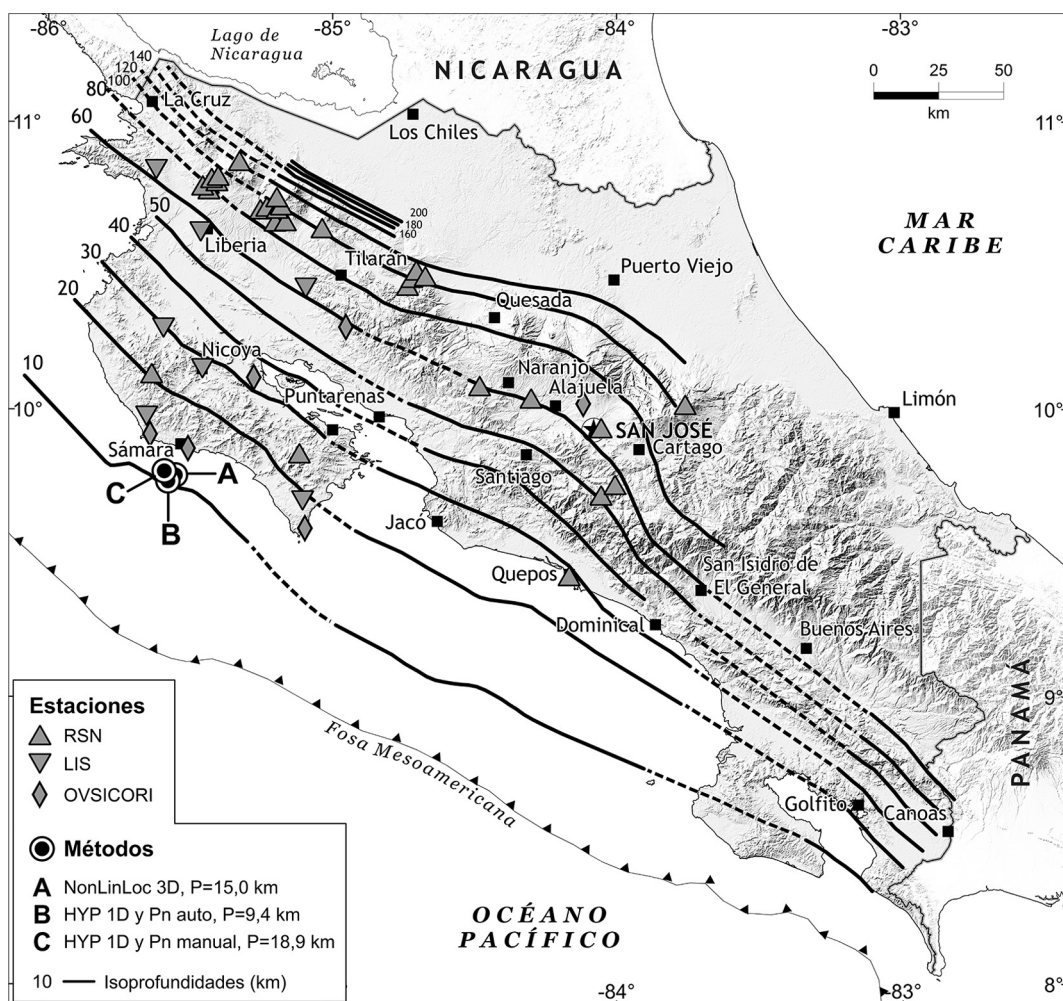 -86
-85
-84
-83
Lago de
Nicaragua
NICARAGUA
0 25 50
km
140
120
100
80
La Cruz
11°
Los Chiles
11°
60
50
40
30
20
10
200
180
160
MAR
CARIBE
Liberia
Tilarán
Puerto Viejo
Quesada
Nicoya
Naranjo
Alajuela
Puntarenas
10°
10°
Limón
SAN JOSÉ
Cartago
Sámara
Santiago
A
C
B
Jacó
Quepos
San Isidro de
El General
Dominical
Buenos Aires
9°
PANAMÁ
Fosa Mesoamericana
Golfito
Canoas
OCÉANO
PACÍFICO
Estaciones
RSN
LIS
OVSICORI
Métodos
A NonLinLoc 3D, P=15,0 km
B HYP 1D y Pn auto, P=9,4 km
C HYP 1D y Pn manual, P=18,9 km
10 Isoprofundidades (km)
-84°
-83°
8°